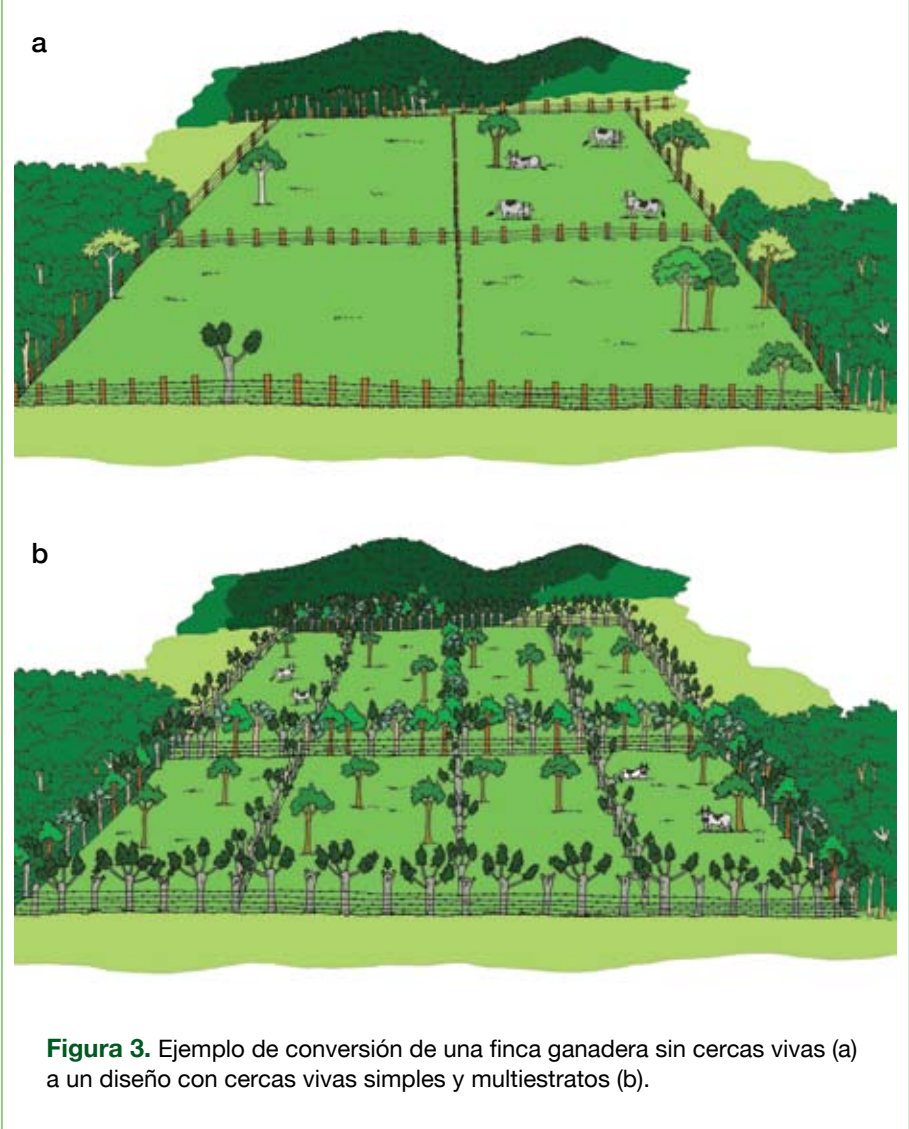 a
b
Figura 3. Ejemplo de conversión de una finca ganadera sin cercas vivas (a)
a un diseño con cercas vivas simples y multiestratos (b).